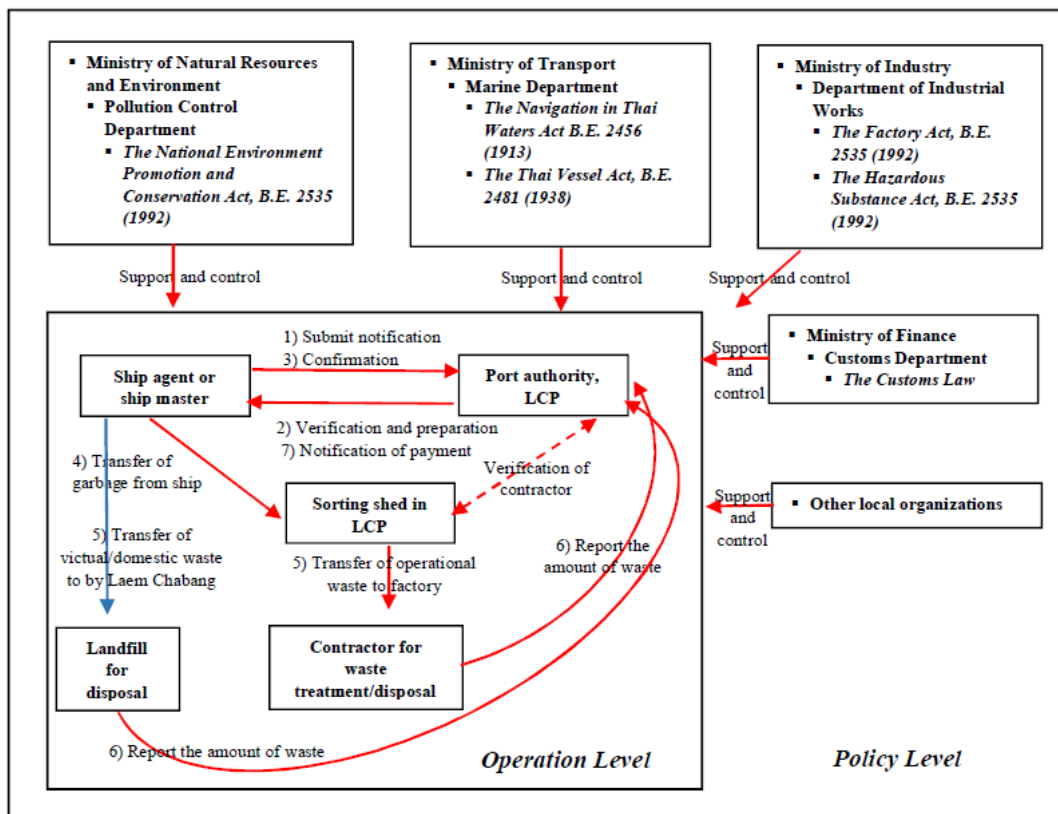 ▪ Ministry of Natural Resources
and Environment
▪ Pollution Control
Department
▪ The National Environment
Promotion and
Conservation Act, B.E. 2535
(1992)
▪ Ministry of Transport
▪ Marine Department
▪ The Navigation in Thai
Waters Act B.E. 2456
(1913)
▪ The Thai Vessel Act, B.E.
2481 (1938)
▪ Ministry of Industry
▪ Department of Industrial
Works
▪ The Factory Act, B.E.
2535 (1992)
▪ The Hazardous
Substance Act, B.E. 2535
(1992)
Support and control
Support and control
Support and control
▪ Ministry of Finance
▪ Customs Department
▪ The Customs Law
Support
and
control
1) Submit notification
3) Confirmation
Ship agent or
ship master
Port authority,
LCP
2) Verification and preparation
7) Notification of payment
4) Transfer of
garbage from ship
Verification of
contractor
Sorting shed in
LCP
▪ Other local organizations
Support
and
control
5) Transfer of
victual/domestic waste
to by Laem Chabang
5) Transfer of operational
waste to factory
6) Report the
amount of waste
Landfill
for
disposal
Contractor for
waste
treatment/disposal
6) Report the amount of waste
Operation Level
Policy Level